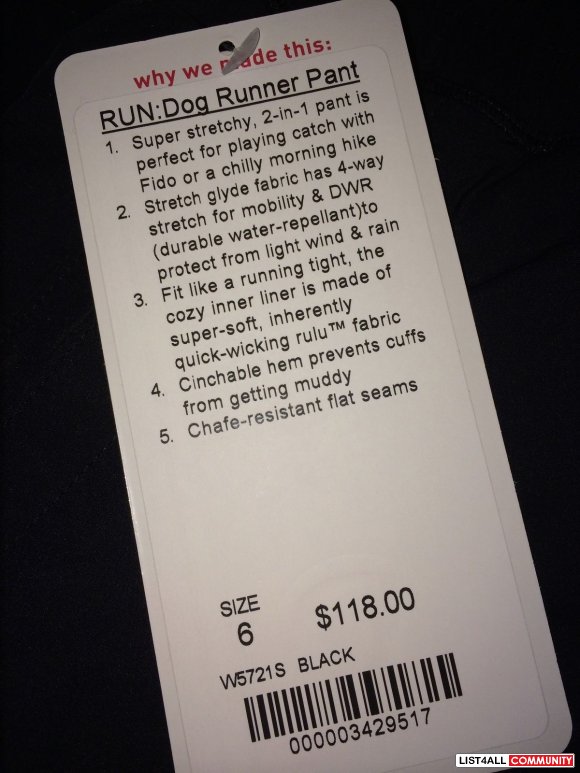 why we made this:
RUN:Dog Runner Pant
1. Super stretchy, 2-in-1 pant is
perfect for playing catch with
Fido or a chilly morning hike
2. Stretch glyde fabric has 4-way
stretch for mobility & DWR
(durable water-repellant)to
protect from light wind & rain
3. Fit like a running tight, the
cozy inner liner is made of
super-soft, inherently
quick-wicking rulu™ fabric
4. Cinchable hem prevents cuffs
from getting muddy
5. Chafe-resistant flat seams
SIZE
6
$118.00
W5721S BLACK
000003429517
LIST4ALL COMMUNITY